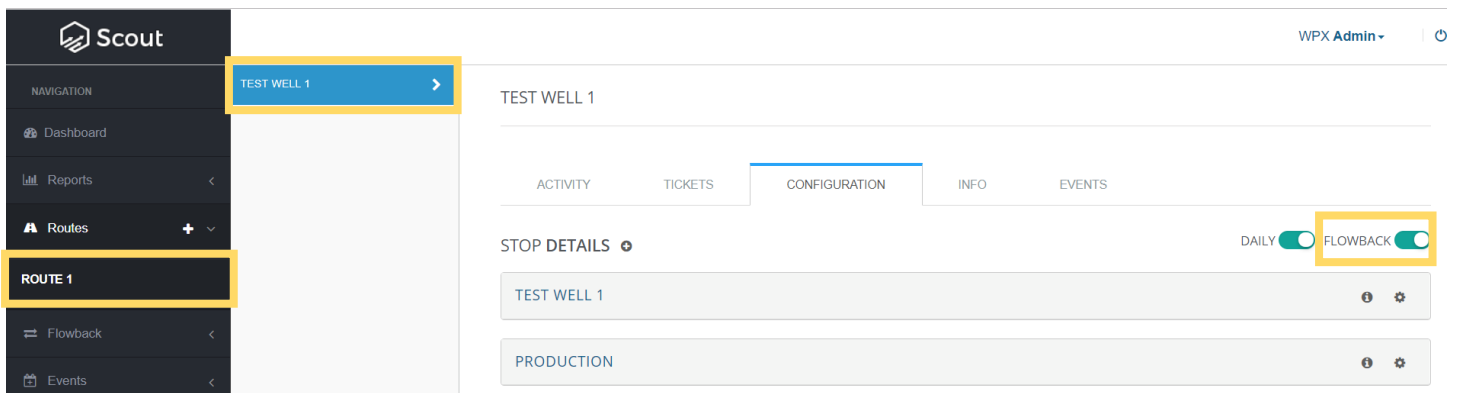 Scout
WPX Admin
NAVIGATION
Dashboard
Reports
Routes
ROUTE 1
Flowback
Events
TEST WELL 1
TEST WELL 1
ACTIVITY TICKETS CONFIGURATION INFO EVENTS
STOP DETAILS
DAILY FLOWBACK
TEST WELL 1
PRODUCTION